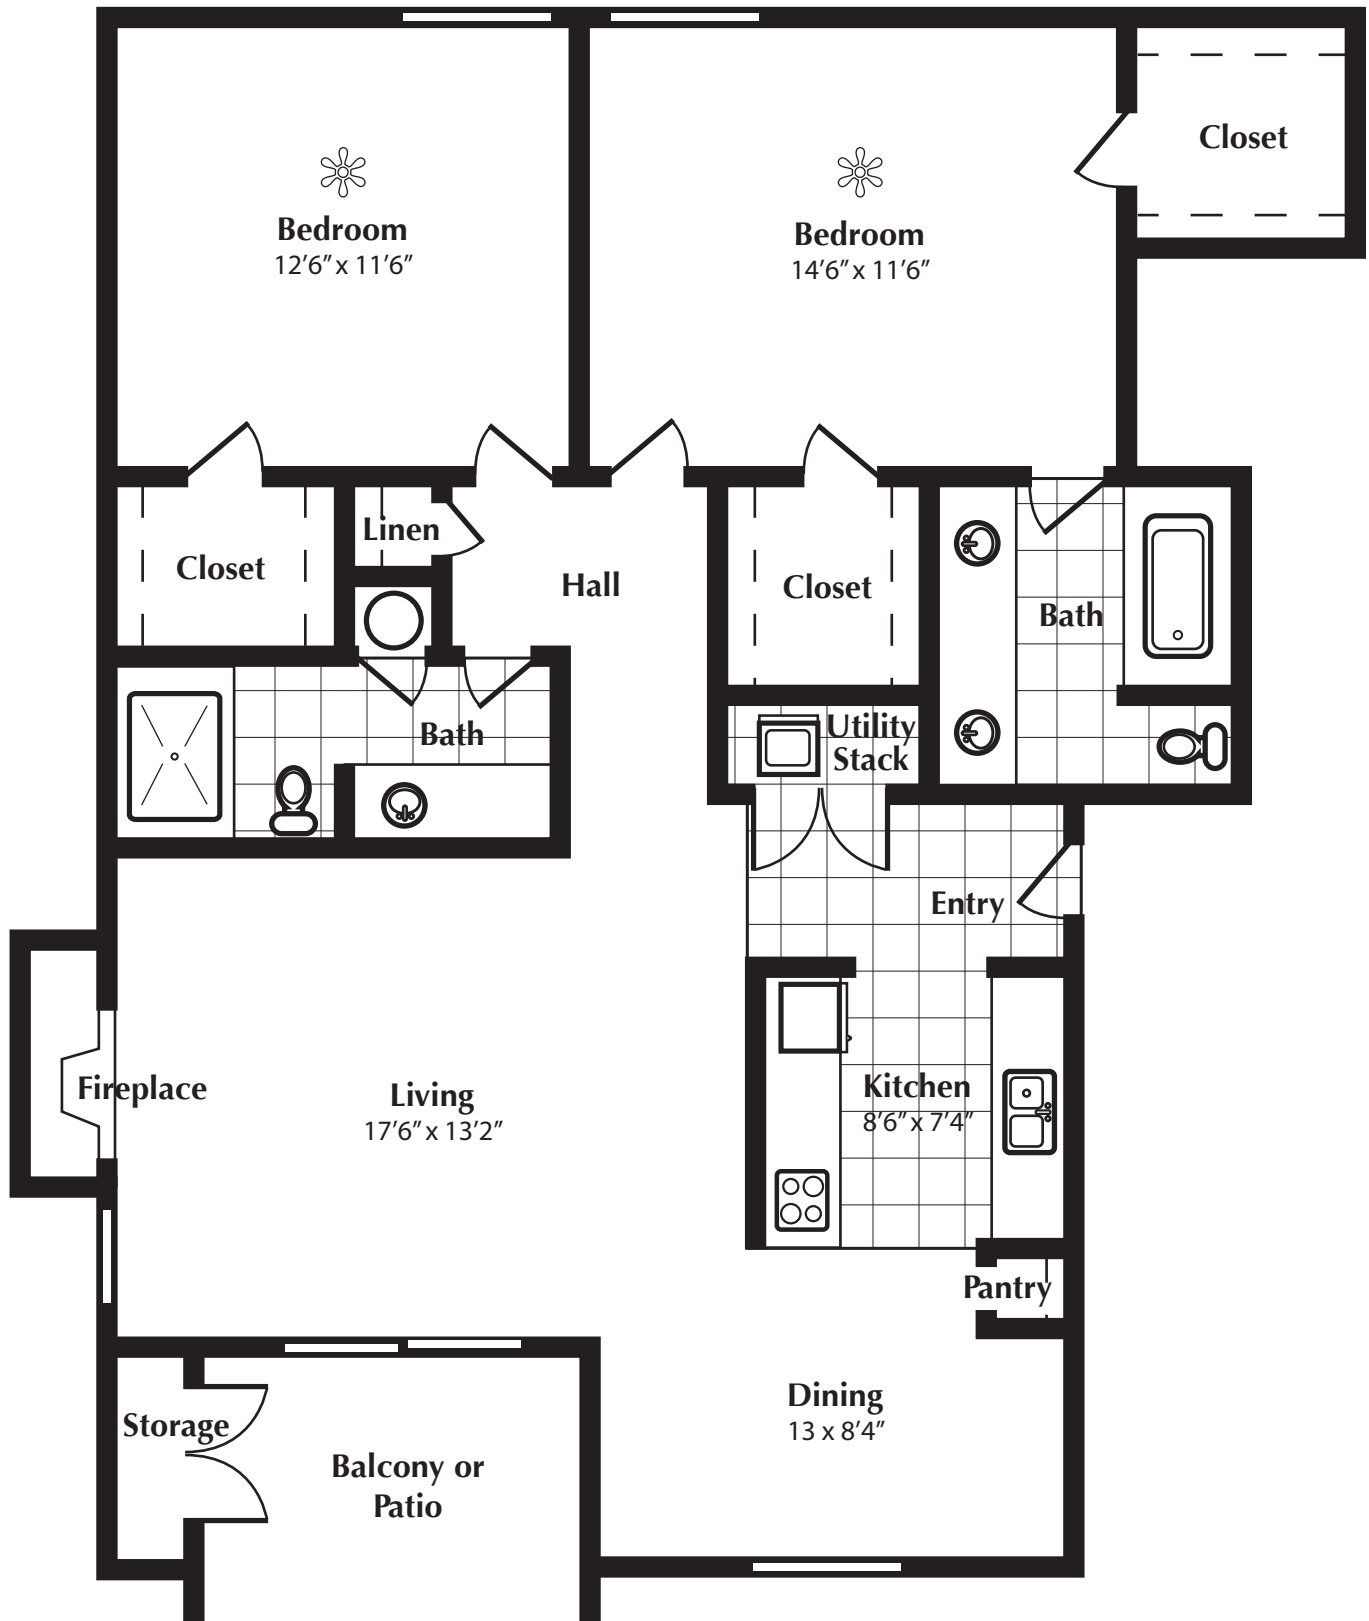 Closet
Bedroom
12'6" x 11'6"
Bedroom
14'6" x 11'6"
Linen
Closet
Hall
Closet
Bath
Bath
Utility
Stack
Entry
Fireplace
Living
17'6" x 13'2"
Kitchen
8'6" x 7'4"
Pantry
Dining
13 x 8'4"
Storage
Balcony or
Patio